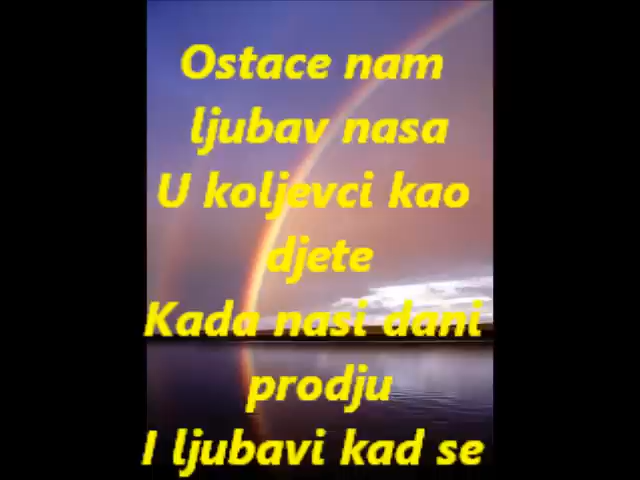 Ostace nam
ljubav nasa
U koljevci kao
djete
Kada nasi dani
prodju
I ljubavi kad se